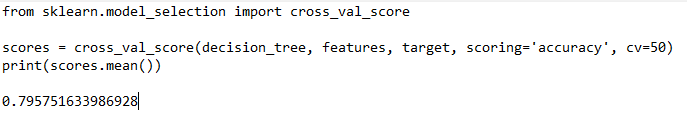 from sklearn.model_selection import cross_val_score
scores = cross_val_score(decision_tree, features, target, scoring='accuracy', cv=50)
print(scores.mean())
0.795751633986928